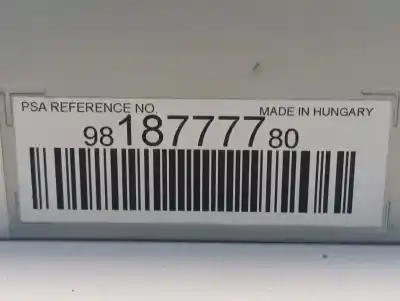 PSA REFERENCE NO. MADE IN HUNGARY
9818777780